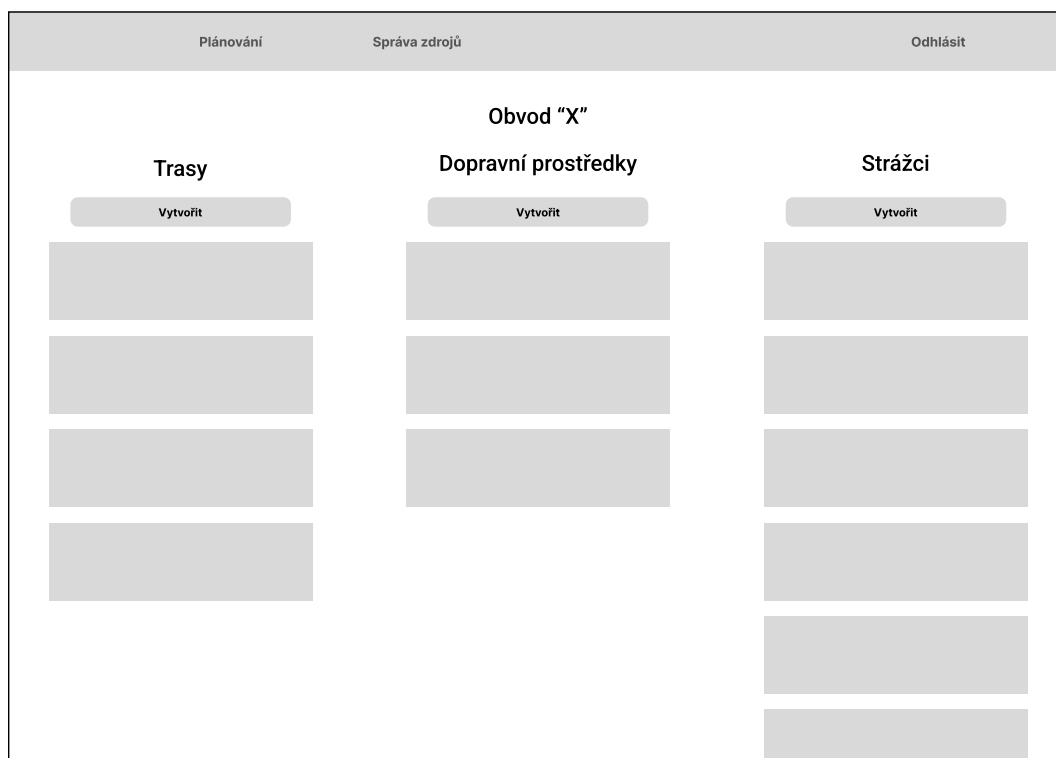 Plánování
Správa zdrojů
Odhlásit
Obvod “X”
Trasy
Dopravní prostředky
Strážci
Vytvořit
Vytvořit
Vytvořit